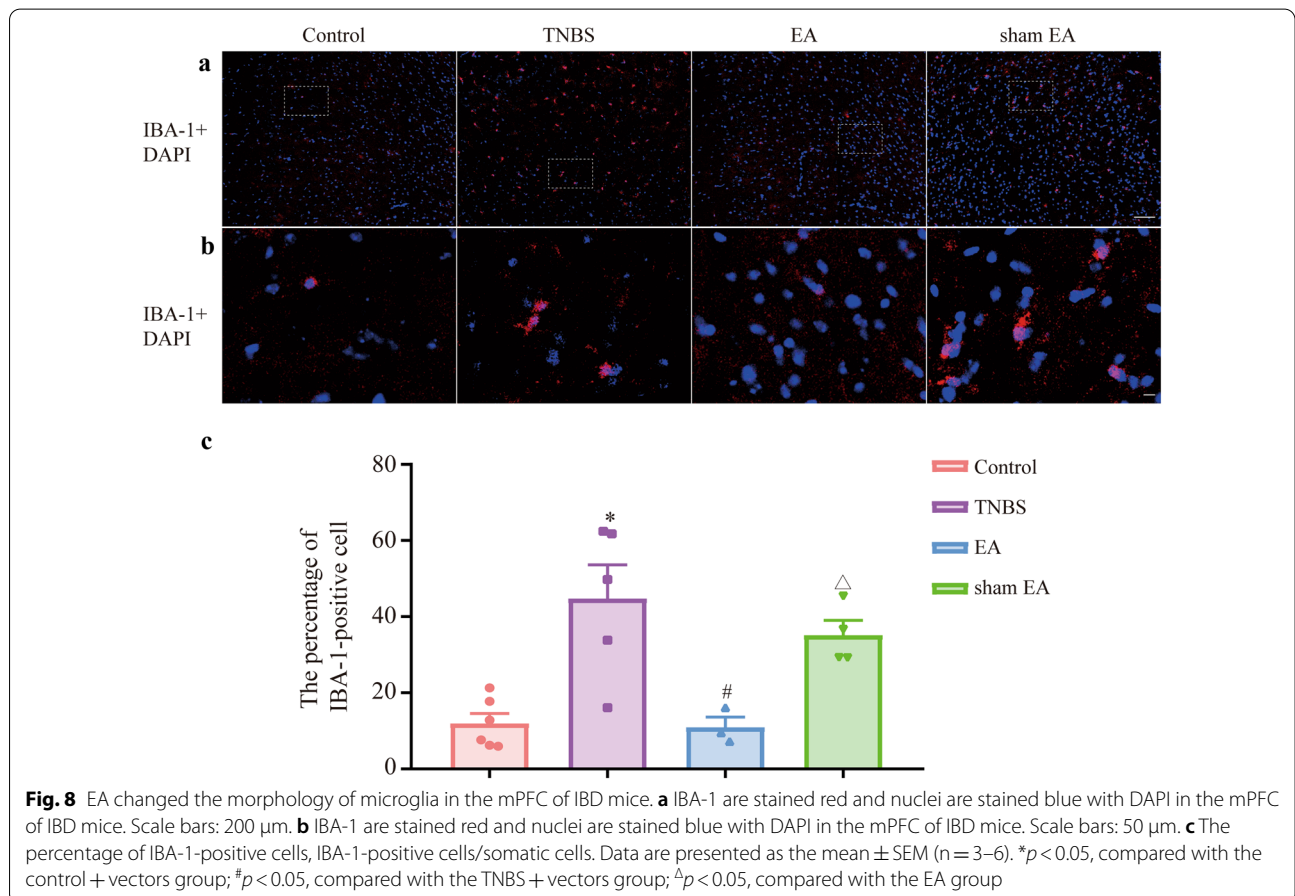 Control TNBS EA sham EA
a
IBA-1+
DAPI
b
IBA-1+
DAPI
c
80
60
40
20
0
The percentage of
IBA-1-positive cell
*
#
△
Control
TNBS
EA
sham EA
Fig. 8 EA changed the morphology of microglia in the mPFC of IBD mice. a IBA-1 are stained red and nuclei are stained blue with DAPI in the mPFC
of IBD mice. Scale bars: 200 µm. b IBA-1 are stained red and nuclei are stained blue with DAPI in the mPFC of IBD mice. Scale bars: 50 µm. c The
percentage of IBA-1-positive cells, IBA-1-positive cells/somatic cells. Data are presented as the mean ± SEM (n = 3–6). *p < 0.05, compared with the
control + vectors group; #p < 0.05, compared with the TNBS + vectors group; △p < 0.05, compared with the EA group